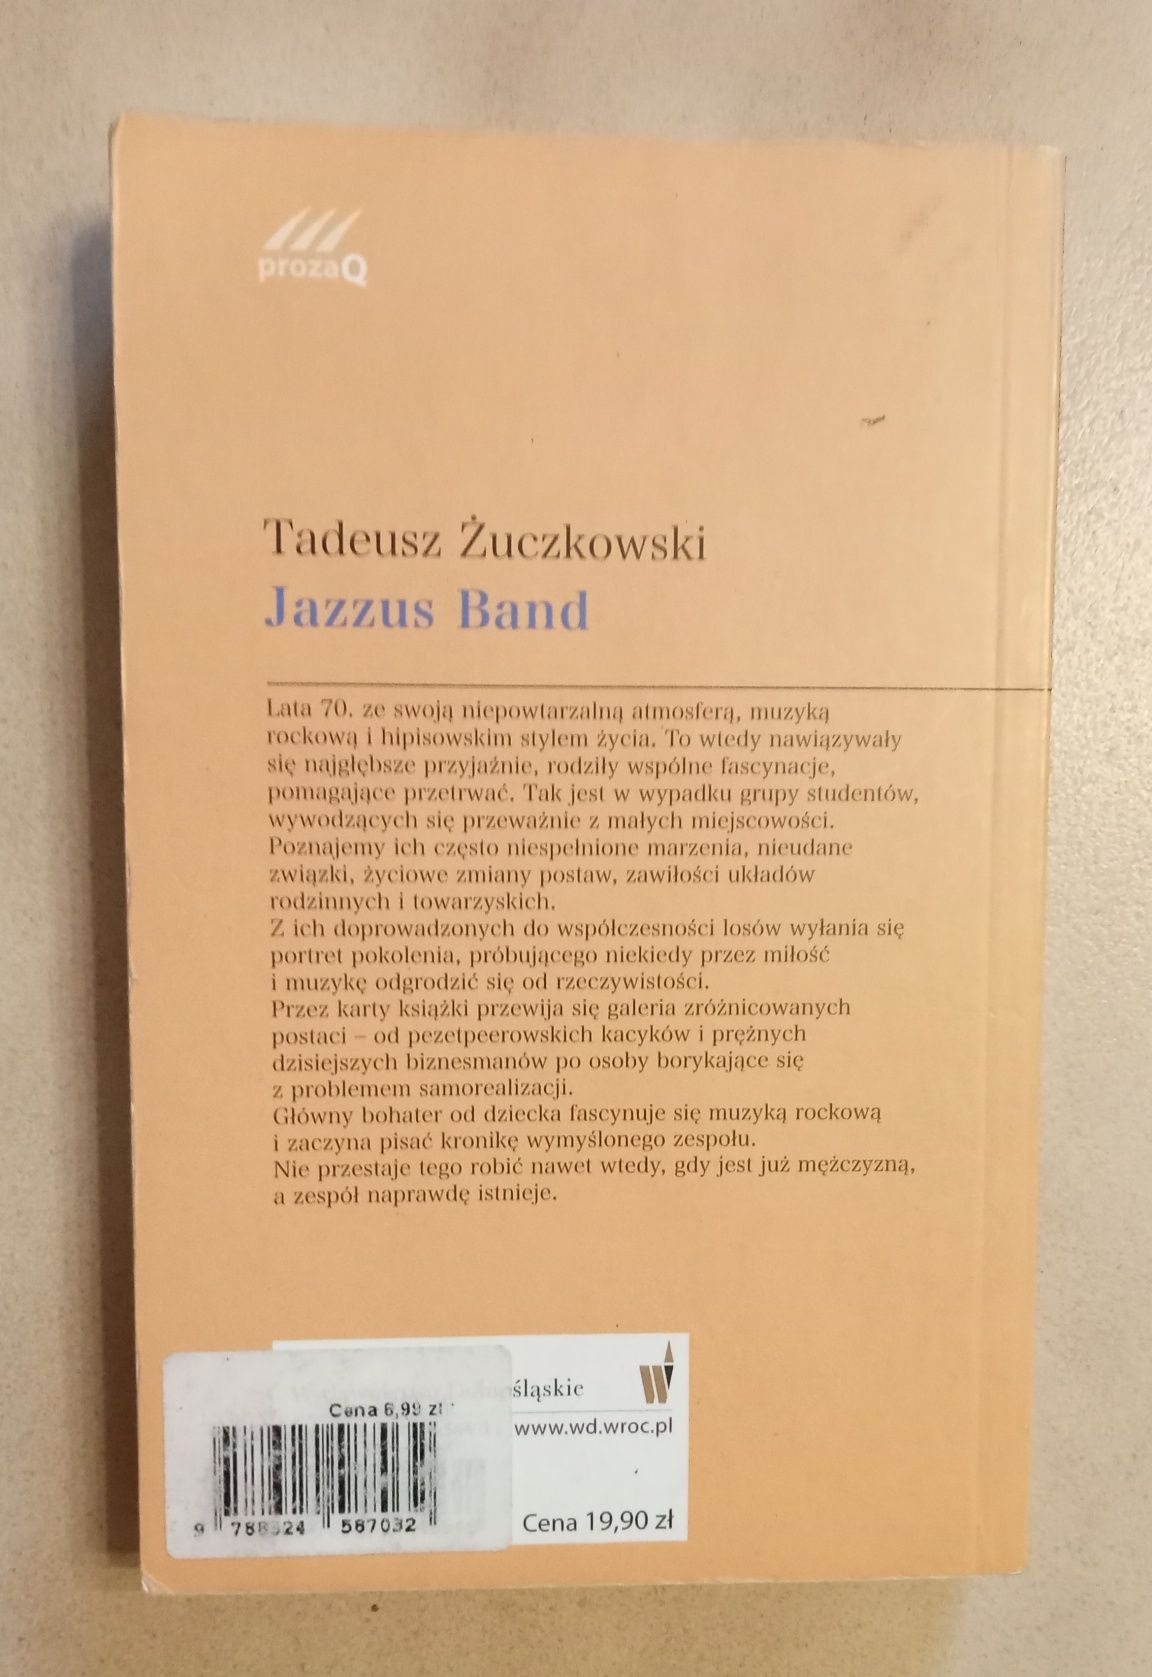 prozaQ
Tadeusz Żuczkowski
Jazzus Band
Lata 70. ze swoją niepowtarzalną atmosferą, muzyką
rockową i hipisowskim stylem życia. To wtedy nawiązywały
się najgłębsze przyjaźnie, rodziły wspólne fascynacje,
pomagające przetrwać. Tak jest w wypadku grupy studentów,
wywodzących się przeważnie z małych miejscowości.
Poznajemy ich często niespełnione marzenia, nieudane
związki, życiowe zmiany postaw, zawiłości układów
rodzinnych i towarzyskich.
Z ich doprowadzonych do współczesności losów wyłania się
portret pokolenia, próbującego niekiedy przez miłość
i muzykę odgrodzić się od rzeczywistości.
Przez karty książki przewija się galeria zróżnicowanych
postaci – od pezetpeerowskich kacyków i prężnych
dzisiejszych biznesmanów po osoby borykające się
z problemem samorealizacji.
Główny bohater od dziecka fascynuje się muzyką rockową
i zaczyna pisać kronikę wymyślonego zespołu.
Nie przestaje tego robić nawet wtedy, gdy jest już mężczyzną,
a zespół naprawdę istnieje.
śląskie
www.wd.wroc.pl
Cena 6,99 zł
9 587032
Cena 19,90 zł